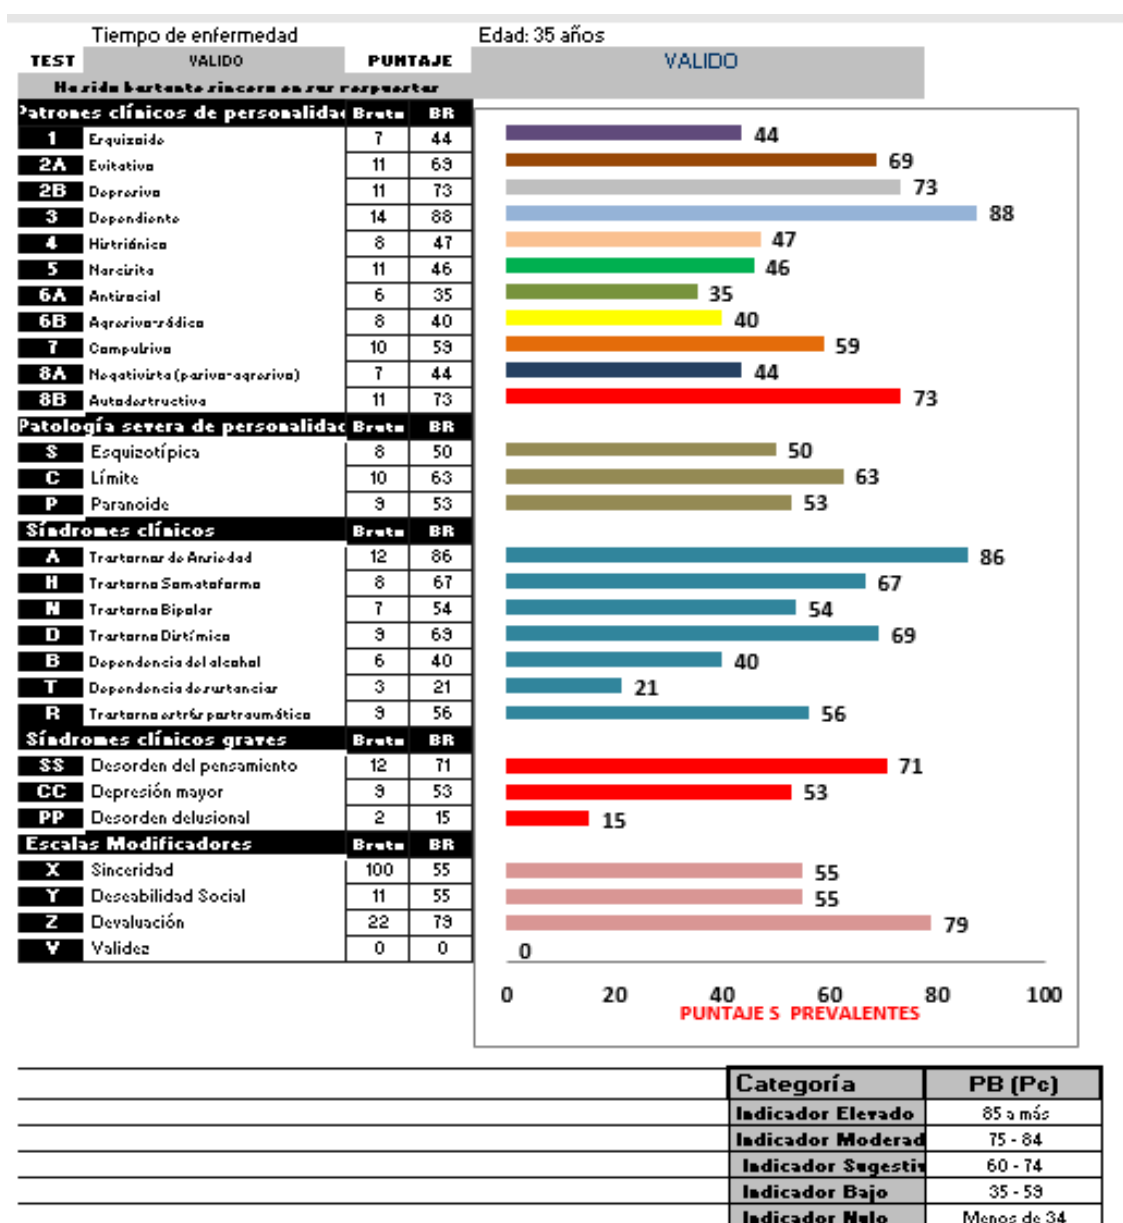 Tiempo de enfermedad Edad: 35 años
TEST VALIDO PUNTAJE VALIDO
Ha sido bastante sincero en sus respuestas
Patrones clínicos de personalidad Bruto BR
1 Esquizoide 7 44 44
2A Evitativo 11 69 69
2B Depresivo 11 73 73
3 Dependiente 14 88 88
4 Histriónico 8 47 47
5 Narcisista 11 46 46
6A Antisocial 6 35 35
6B Agresivo-sádico 8 40 40
7 Compulsivo 10 59 59
8A Negativista (pasivo-agresivo) 7 44 44
8B Autodestructivo 11 73 73
Patología severa de personalidad Bruto BR
S Esquizotípica 8 50 50
C Límite 10 63 63
P Paranoide 9 53 53
Síndromes clínicos Bruto BR
A Trastornos de Ansiedad 12 86 86
H Trastorno Somatoformo 8 67 67
N Trastorno Bipolar 7 54 54
D Trastorno Distímico 9 69 69
B Dependencia del alcohol 6 40 40
T Dependencia de sustancias 3 21 21
R Trastorno estrés postraumático 9 56 56
Síndromes clínicos graves Bruto BR
SS Desorden del pensamiento 12 71 71
CC Depresión mayor 9 53 53
PP Desorden delusional 2 15 15
Escalas Modificadores Bruto BR
X Sinceridad 100 55 55
Y Deseabilidad Social 11 55 55
Z Devaluación 22 79 79
V Validez 0 0 0
0 20 40 60 80 100
PUNTAJE S PREVALENTES
Categoría PB (Pc)
Indicador Elevado 85 a más
Indicador Moderad 75 - 84
Indicador Sugestiv 60 - 74
Indicador Bajo 35 - 59
Indicador Nulo Menos de 34